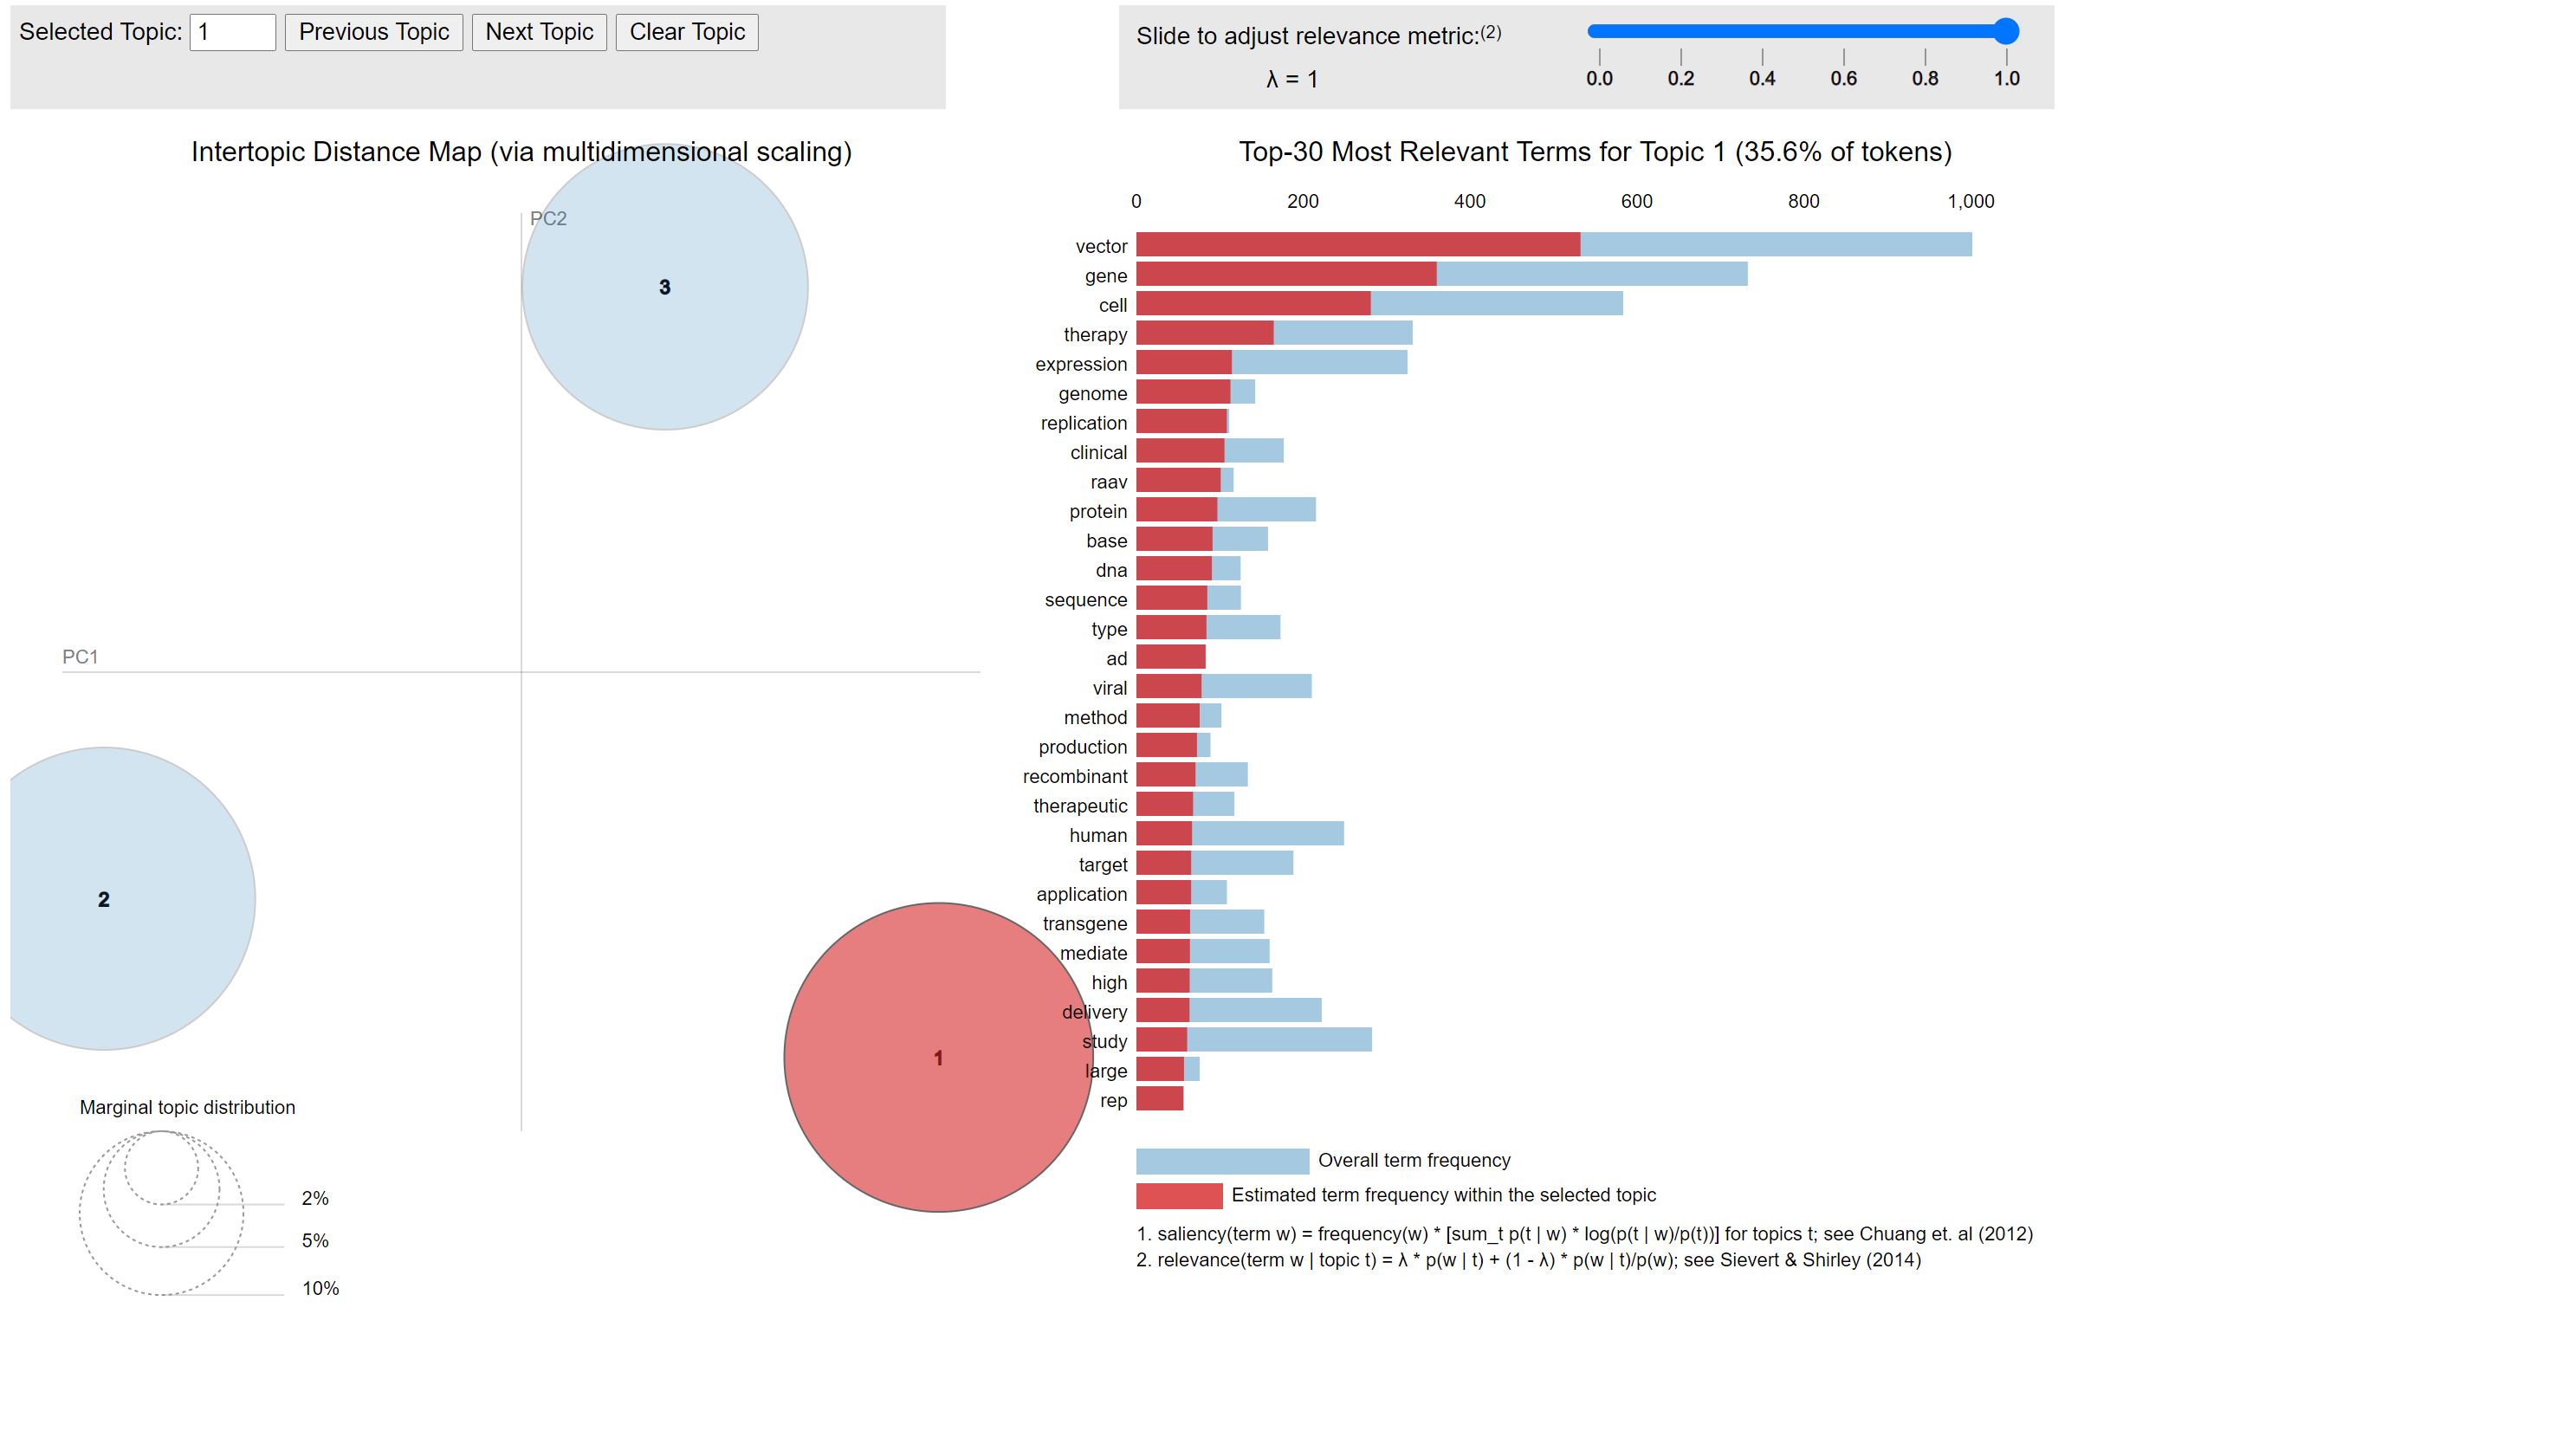 Selected Topic: 1 Previous Topic Next Topic Clear Topic
Slide to adjust relevance metric:(2)
λ = 1
0.0 0.2 0.4 0.6 0.8 1.0
Intertopic Distance Map (via multidimensional scaling)
PC2
3
PC1
2
1
Marginal topic distribution
2%
5%
10%
Top-30 Most Relevant Terms for Topic 1 (35.6% of tokens)
0 200 400 600 800 1,000
vector
gene
cell
therapy
expression
genome
replication
clinical
raav
protein
base
dna
sequence
type
ad
viral
method
production
recombinant
therapeutic
human
target
application
transgene
mediate
high
delivery
study
large
rep
Overall term frequency
Estimated term frequency within the selected topic
1. saliency(term w) = frequency(w) * [sum_t p(t | w) * log(p(t | w)/p(t))] for topics t; see Chuang et. al (2012)
2. relevance(term w | topic t) = λ * p(w | t) + (1 - λ) * p(w | t)/p(w); see Sievert & Shirley (2014)